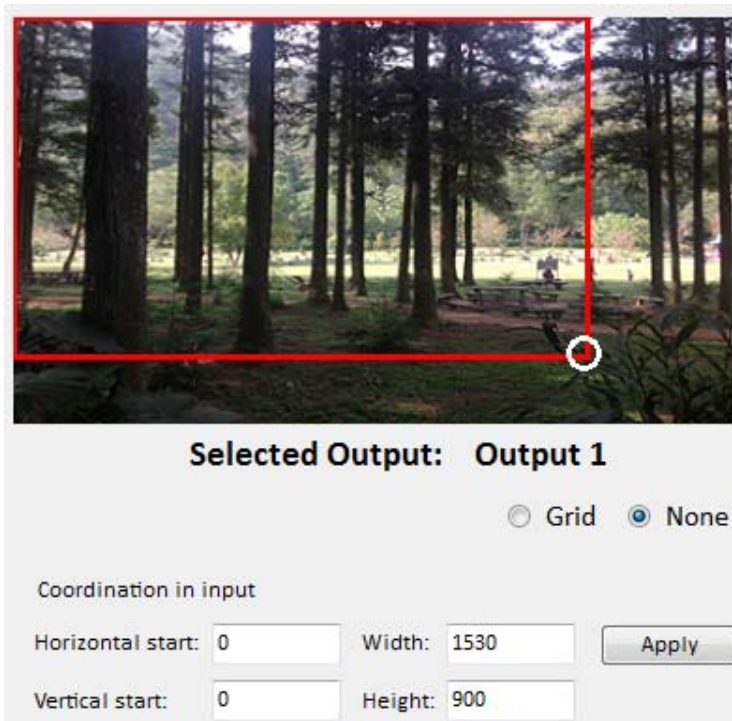 Selected Output: Output 1
Grid None
Coordination in input
Horizontal start: 0 Width: 1530 Apply
Vertical start: 0 Height: 900